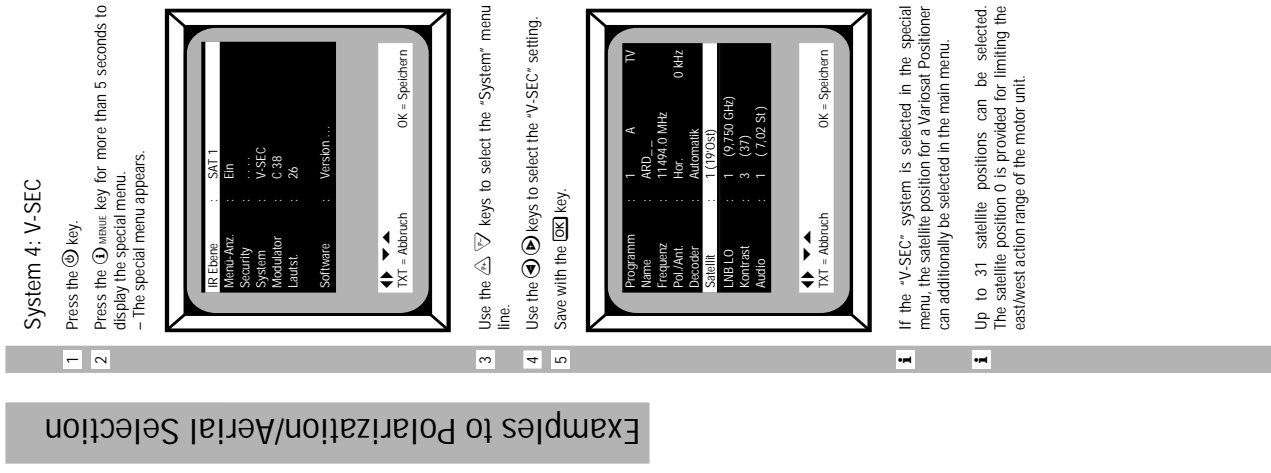 Examples to Polarization/Aerial Selection
System 4: V-SEC
1 Press the key.
2 Press the i MENUE key for more than 5 seconds to
display the special menu.
– The special menu appears.
IR Ebene : SAT 1
Menü-Anz. : Ein
Security : . . . .
System : V-SEC
Modulator : C 38
Lautst. : 26
Software : Version ...
TXT = Abbruch OK = Speichern
3 Use the P+ P– keys to select the "System" menu
line.
4 Use the keys to select the "V-SEC" setting.
5 Save with the OK key.
Programm : 1 A TV
Name : ARD_ _
Frequenz : 11494.0 MHz
Pol./Ant. : Hor. 0 kHz
Decoder : Automatik
Satellit : 1 (19°Ost)
LNB LO : 1 (9,750 GHz)
Kontrast : 3 (37)
Audio : 1 ( 7,02 St )
TXT = Abbruch OK = Speichern
i If the "V-SEC" system is selected in the special
menu, the satellite position for a Variosat Positioner
can additionally be selected in the main menu.
i Up to 31 satellite positions can be selected.
The satellite position 0 is provided for limiting the
east/west action range of the motor unit.